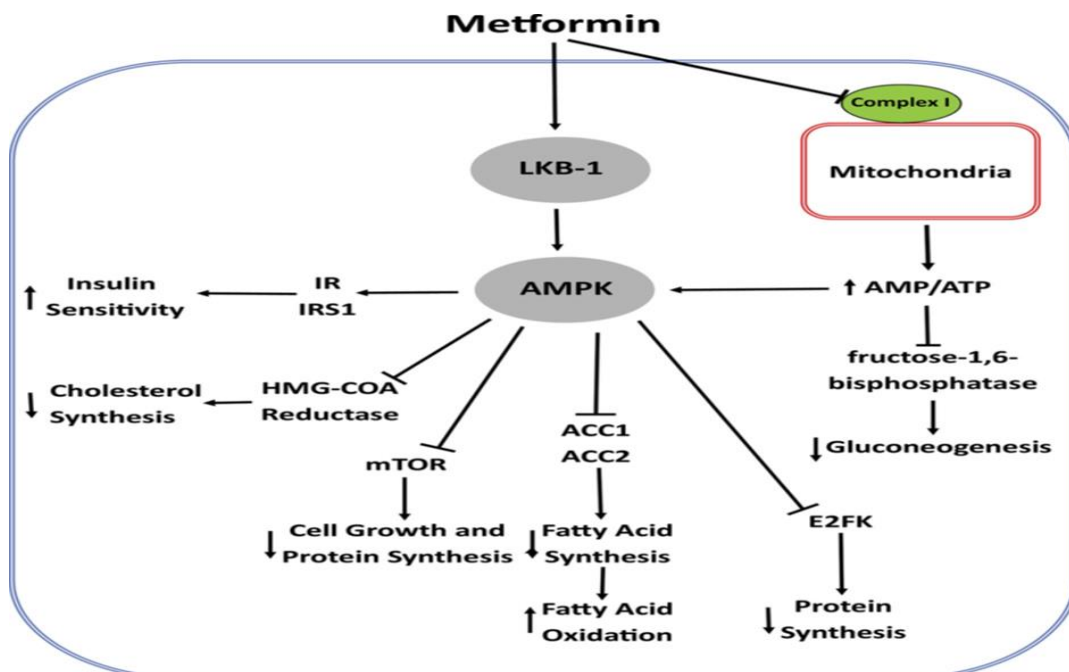 Metformin
Complex I
LKB-1
Mitochondria
AMPK
↑ AMP/ATP
IR
IRS1
↑ Insulin
Sensitivity
fructose-1,6-
bisphosphatase
HMG-COA
Reductase
↓ Cholesterol
Synthesis
ACC1
ACC2
↓ Gluconeogenesis
mTOR
E2FK
↓ Cell Growth and
Protein Synthesis
↓ Fatty Acid
Synthesis
↑ Fatty Acid
Oxidation
↓ Protein
Synthesis